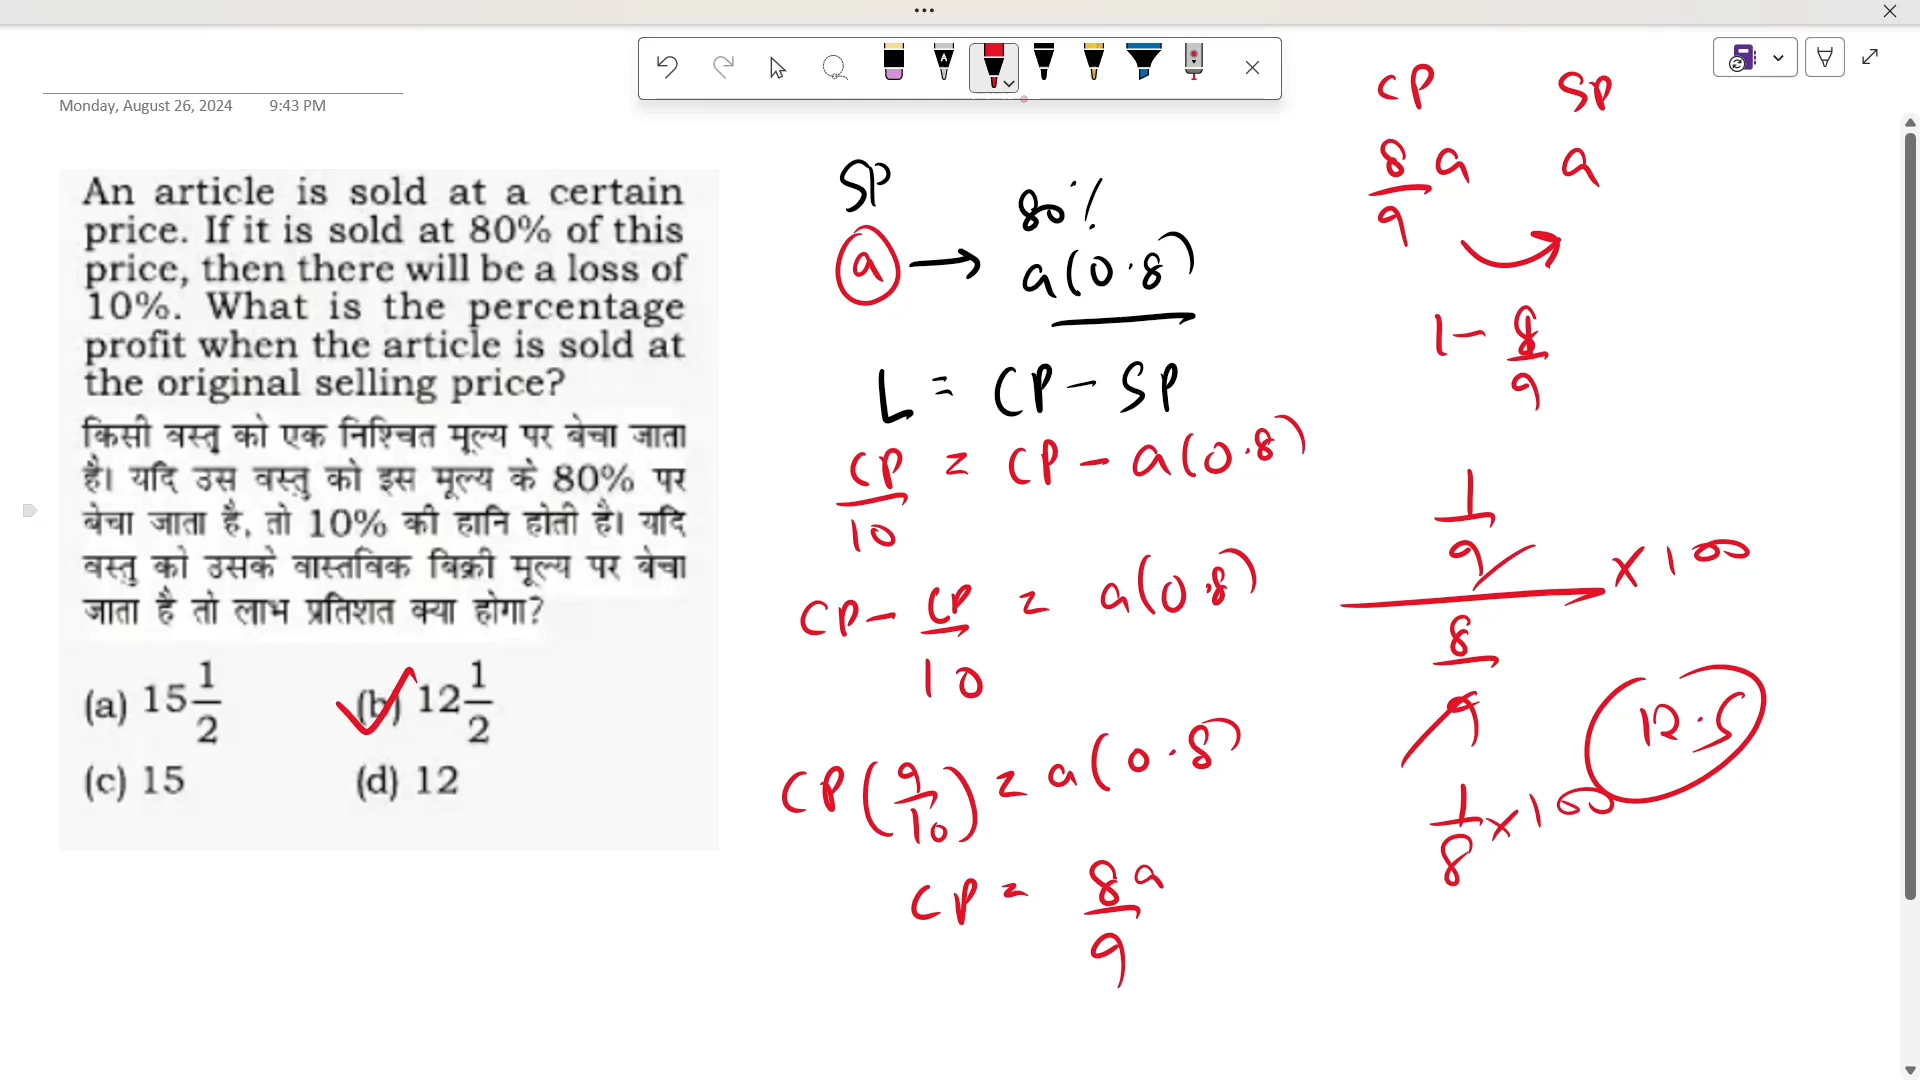 Monday, August 26, 2024 9:43 PM
An article is sold at a certain
price. If it is sold at 80% of this
price, then there will be a loss of
10%. What is the percentage
profit when the article is sold at
the original selling price?
किसी वस्तु को एक निश्चित मूल्य पर बेचा जाता
है। यदि उस वस्तु को इस मूल्य के 80% पर
बेचा जाता है, तो 10% की हानि होती है। यदि
वस्तु को उसके वास्तविक बिक्री मूल्य पर बेचा
जाता है तो लाभ प्रतिशत क्या होगा?
(a) 15 1/2 (b) 12 1/2
(c) 15 (d) 12
SP
80%
a → a(0.8)
L = CP - SP
CP/10 = CP - a(0.8)
CP - CP/10 = a(0.8)
CP(9/10) = a(0.8)
CP = 8a/9
CP SP
8/9 a a
1 - 8/9
1/9
× 100
8/9
12.5
1/8 × 100